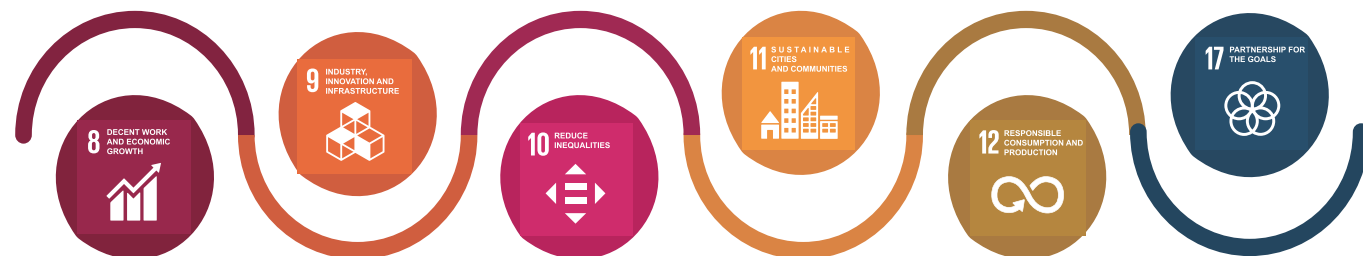 8 DECENT WORK
AND ECONOMIC
GROWTH
9 INDUSTRY,
INNOVATION AND
INFRASTRUCTURE
10 REDUCE
INEQUALITIES
11 SUSTAINABLE
CITIES
AND COMMUNITIES
12 RESPONSIBLE
CONSUMPTION AND
PRODUCTION
17 PARTNERSHIP FOR
THE GOALS